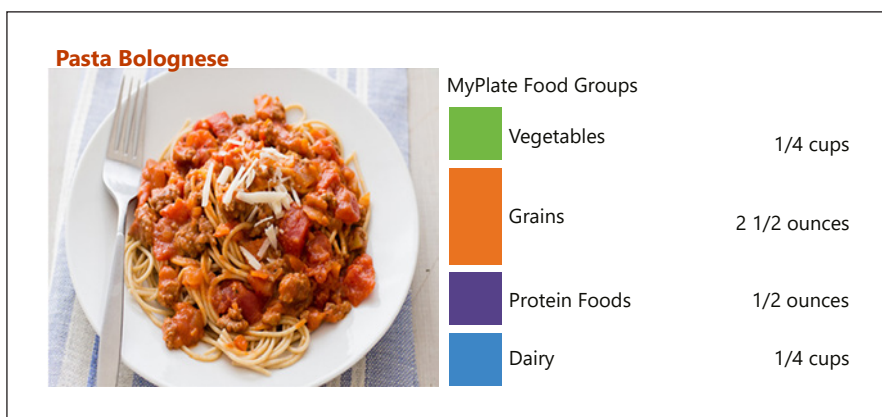 Pasta Bolognese
MyPlate Food Groups
Vegetables 1/4 cups
Grains 2 1/2 ounces
Protein Foods 1/2 ounces
Dairy 1/4 cups